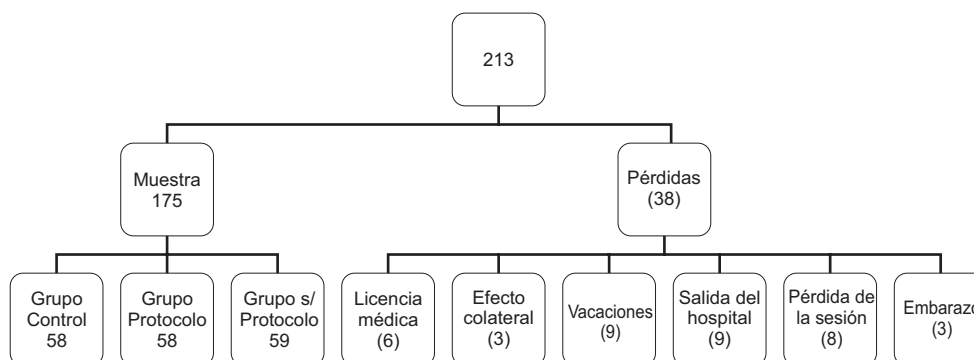 213
Muestra
175
Pérdidas
(38)
Grupo
Control
58
Grupo
Protocolo
58
Grupo s/
Protocolo
59
Licencia
médica
(6)
Efecto
colateral
(3)
Vacaciones
(9)
Salida del
hospital
(9)
Pérdida de
la sesión
(8)
Embarazo
(3)